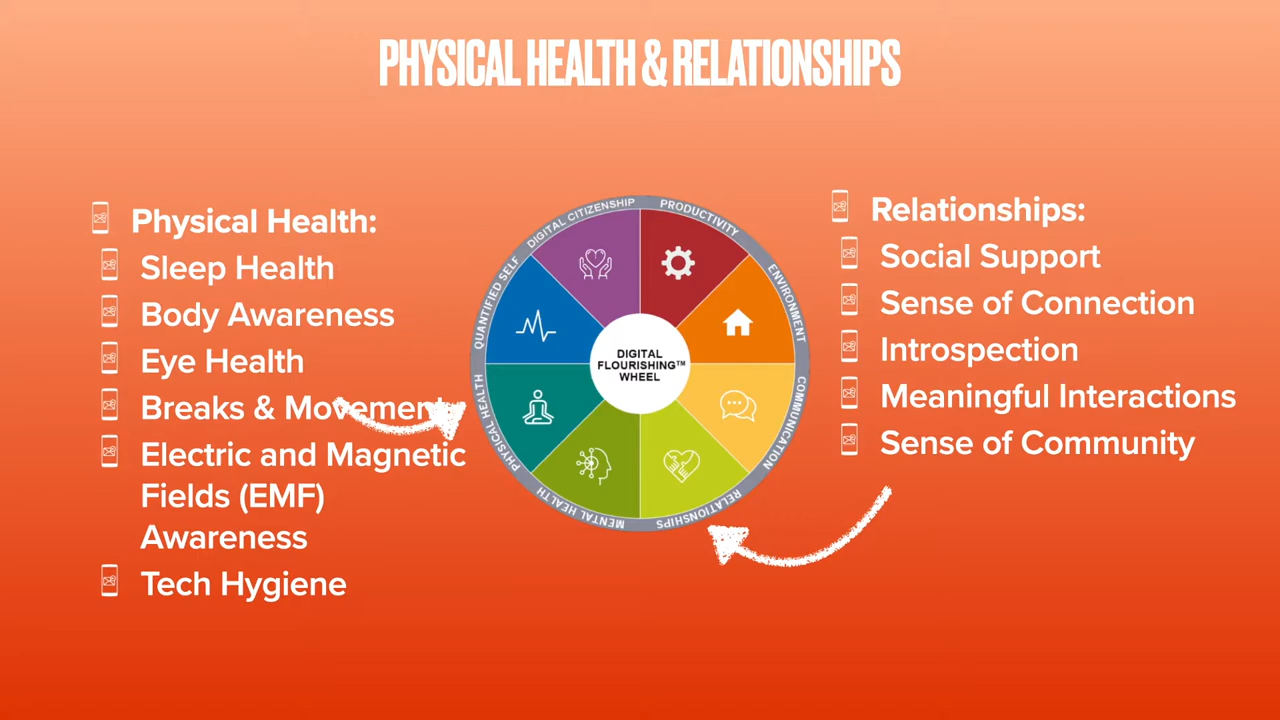 PHYSICAL HEALTH & RELATIONSHIPS
Physical Health:
Sleep Health
Body Awareness
Eye Health
Breaks & Movement
Electric and Magnetic
Fields (EMF)
Awareness
Tech Hygiene
DIGITAL CITIZENSHIP
PRODUCTIVITY
ENVIRONMENT
COMMUNICATION
RELATIONSHIPS
MENTAL HEALTH
PHYSICAL HEALTH
QUANTIFIED SELF
DIGITAL
FLOURISHING™
WHEEL
Relationships:
Social Support
Sense of Connection
Introspection
Meaningful Interactions
Sense of Community